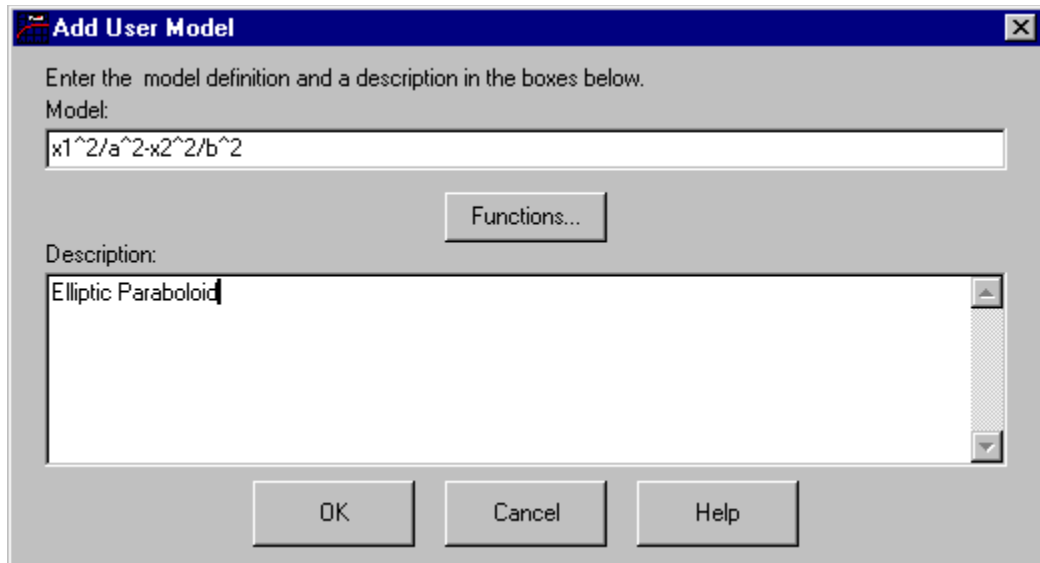 Add User Model
Enter the model definition and a description in the boxes below.
Model:
x1^2/a^2-x2^2/b^2
Functions...
Description:
Elliptic Paraboloid
OK
Cancel
Help